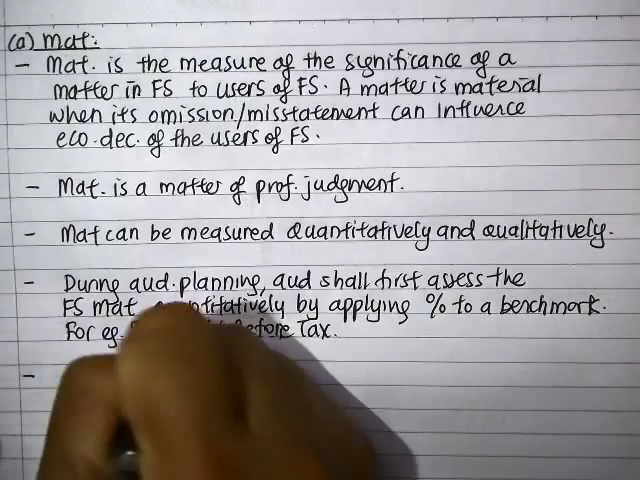 (a) Mat:
- Mat. is the measure of the significance of a
matter in FS to users of FS. A matter is material
when its omission/misstatement can influence
eco. dec. of the users of FS.
- Mat. is a matter of prof. judgment.
- Mat can be measured quantitatively and qualitatively.
- During aud. planning, aud shall first assess the
FS mat by applying % to a benchmark.
For eg. before Tax.
-